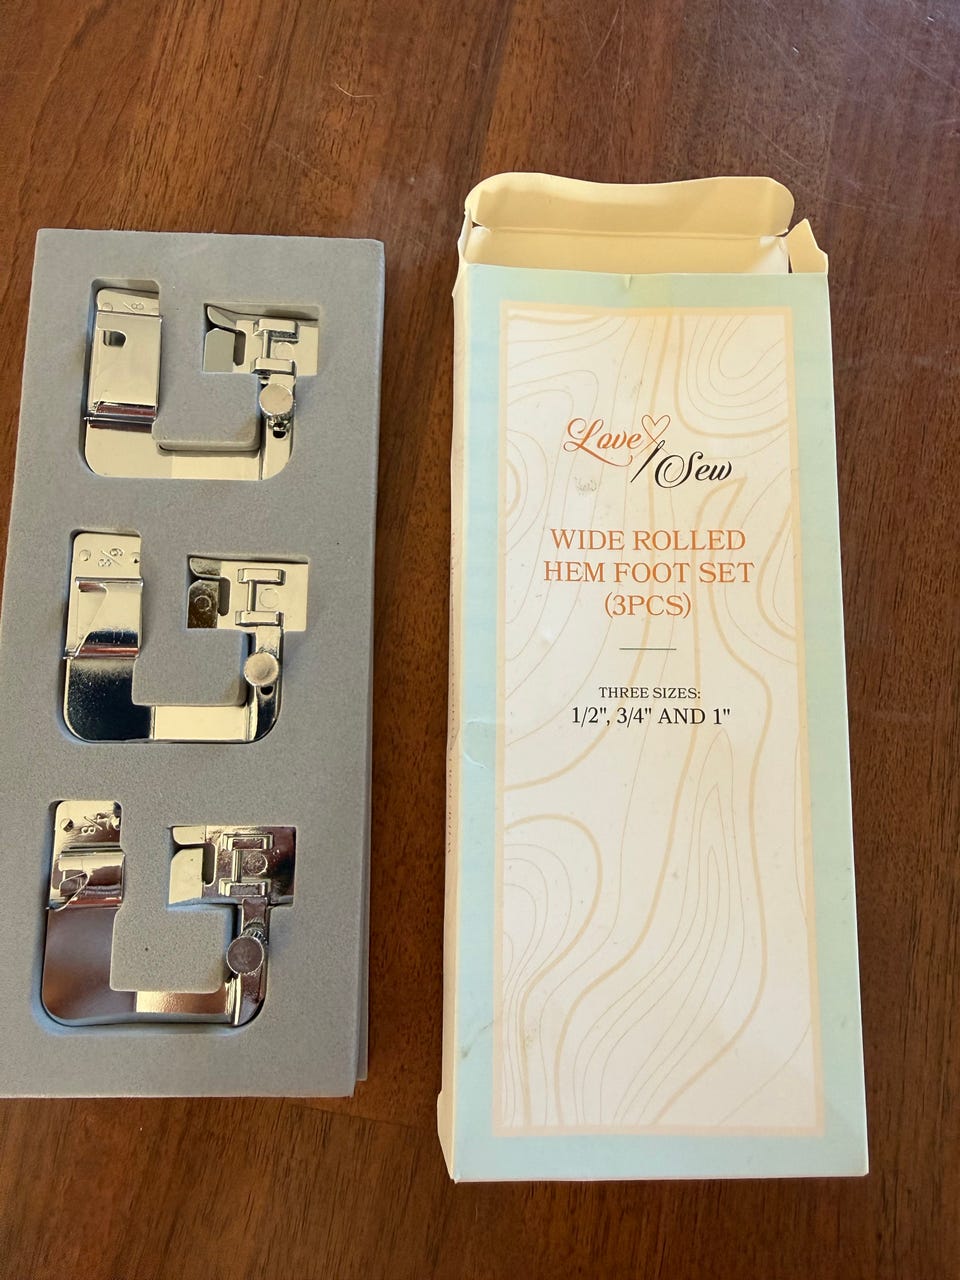 Love
Sew
WIDE ROLLED
HEM FOOT SET
(3PCS)
THREE SIZES:
1/2", 3/4" AND 1"